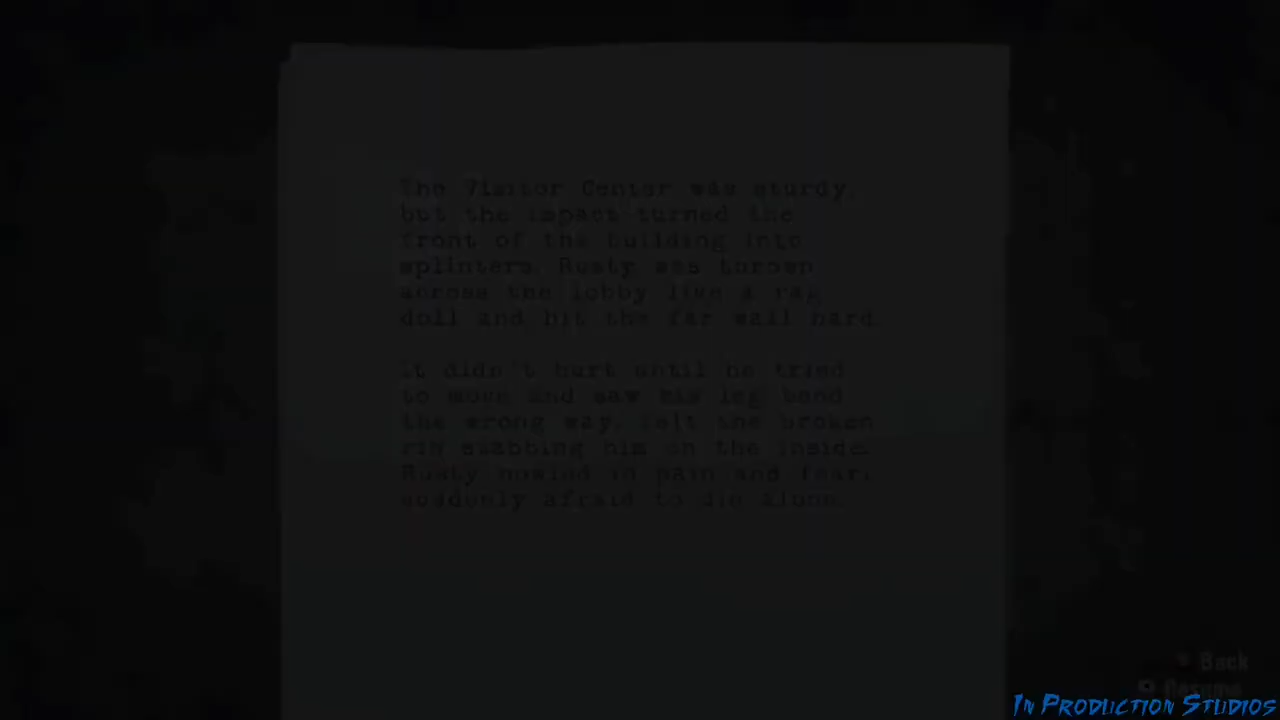 The Visitor Center was sturdy,
but the impact turned the
front of the building into
splinters. Rusty was thrown
across the lobby like a rag
doll and hit the far wall hard.
It didn't hurt until he tried
to move and saw his leg bend
the wrong way, felt the broken
rib stabbing him on the inside.
Rusty in pain and fear,
suddenly afraid to die alone.
Back
Resume
In Production Studios